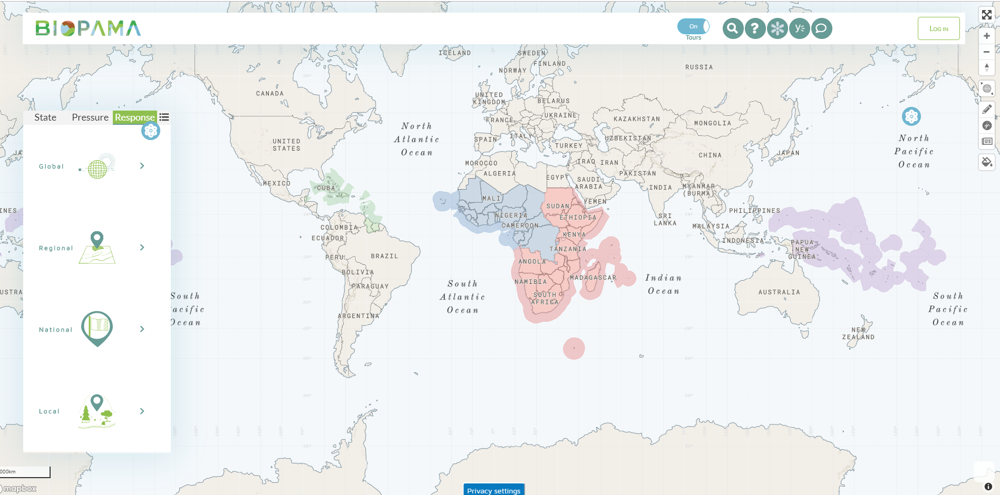 BIOPAMA
On
Tours
?
y
LOG IN
State
Pressure
Response
Global
Regional
National
Local
ICELAND
SWEDEN
FINLAND
NORWAY
RUSSIA
CANADA
UNITED
KINGDOM
BELARUS
UKRAINE
FRANCE
KAZAKHSTAN
MONGOLIA
North
Atlantic
Ocean
UNITED
STATES
SPAIN
ITALY
TURKEY
UZBEKISTAN
CHINA
JAPAN
North
Pacific
Ocean
JA
MOROCCO
ALGERIA
IRAQ
IRAN
EGYPT
SAUDI
ARABIA
PAKISTAN
INDIA
MYANMAR
(BURMA)
MEXICO
CUBA
MALI
SUDAN
YEMEN
NIGERIA
ETHIOPIA
CAMEROON
KENYA
SRI
LANKA
PHILIPPINES
MALAYSIA
INDONESIA
PAPUA
NEW
GUINEA
INES
COLOMBIA
ECUADOR
PERU
BRAZIL
BOLIVIA
PARAGUAY
ARGENTINA
TANZANIA
ANGOLA
NAMIBIA
MADAGASCAR
SOUTH
AFRICA
South
Atlantic
Ocean
Indian
Ocean
AUSTRALIA
USTRA
South
acific
Ocean
South
Pacific
Ocean
NEW
ZEALAND
000km
mapbox
Privacy settings